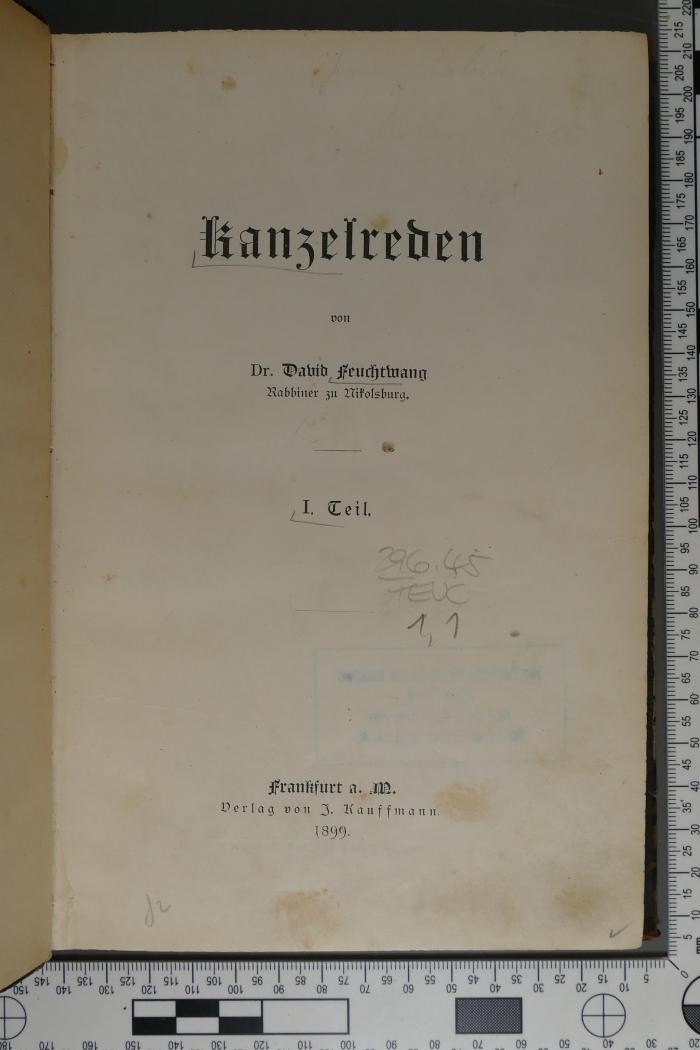 Kanzelreden
von
Dr. David Feuchtwang
Rabbiner zu Nikolsburg.
I. Teil.
296.45
FEUC
1,1
Frankfurt a. M.
Verlag von J. Kauffmann.
1899.